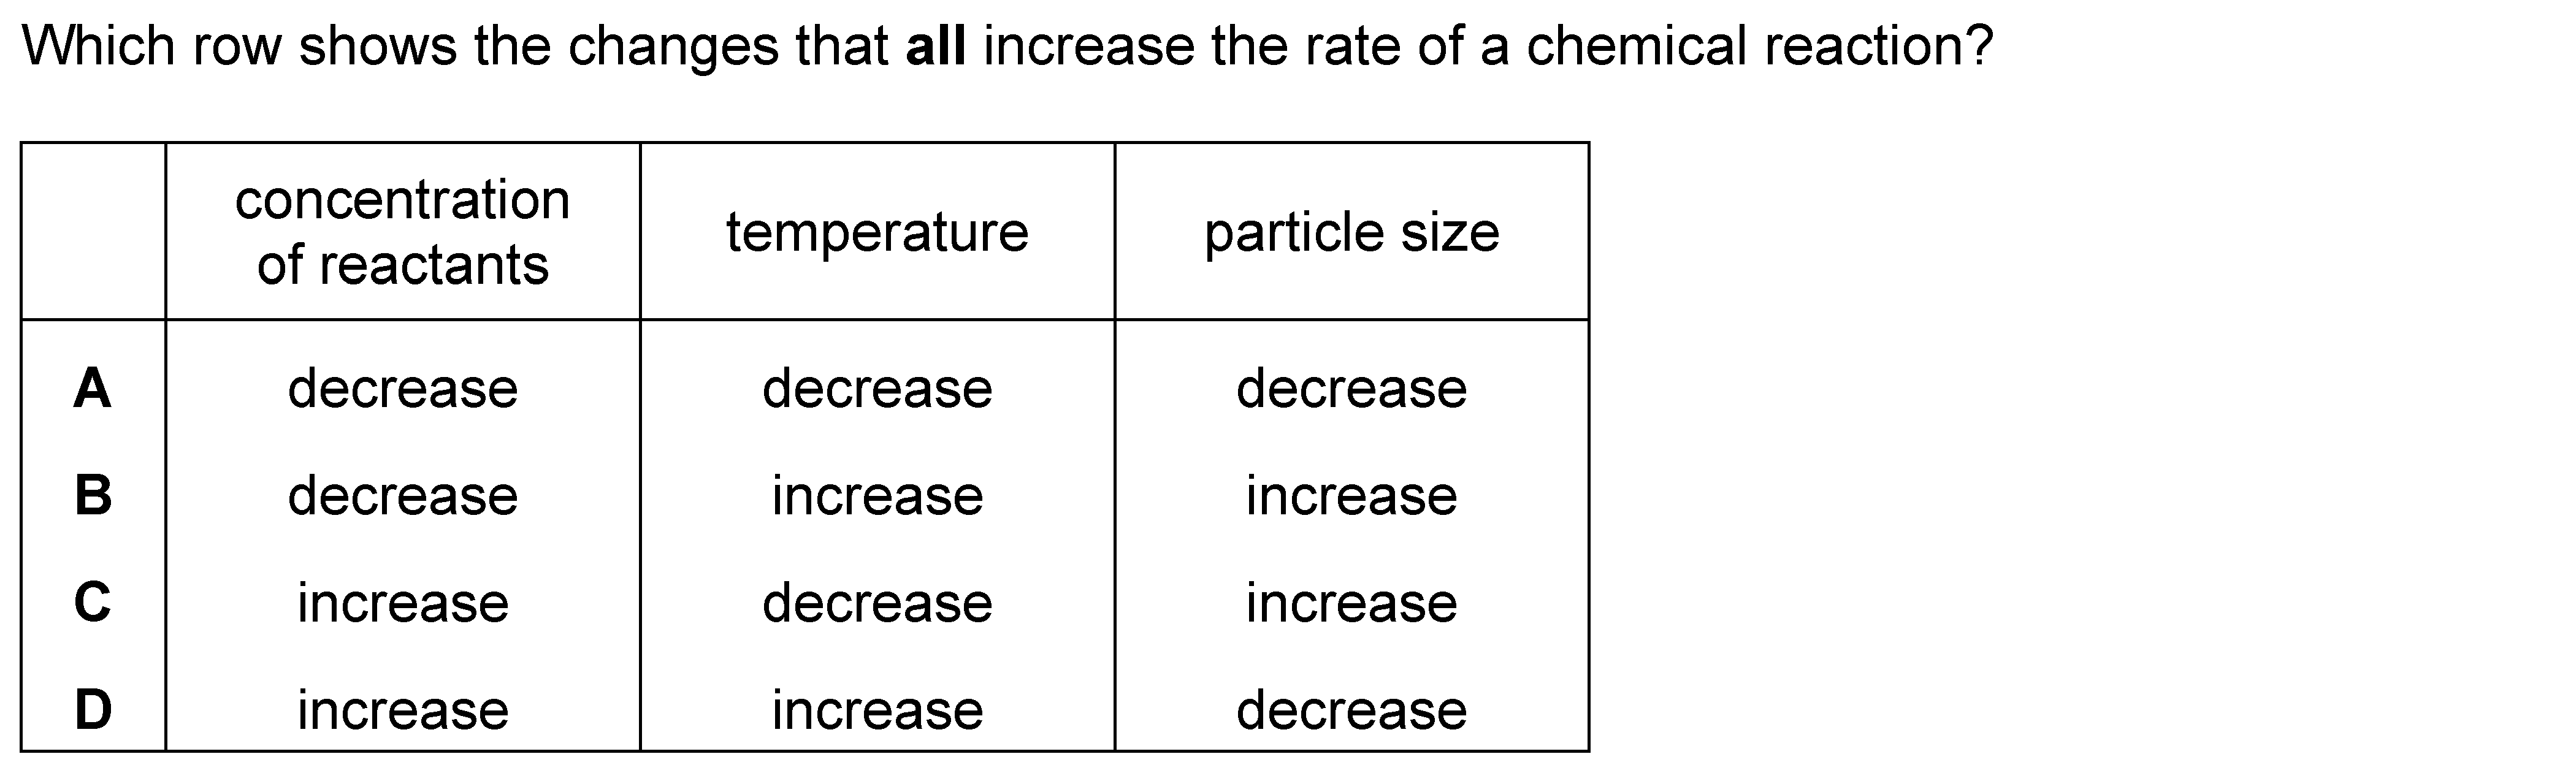 Which row shows the changes that all increase the rate of a chemical reaction?
concentration
of reactants
temperature
particle size
A decrease decrease decrease
B decrease increase increase
C increase decrease increase
D increase increase decrease